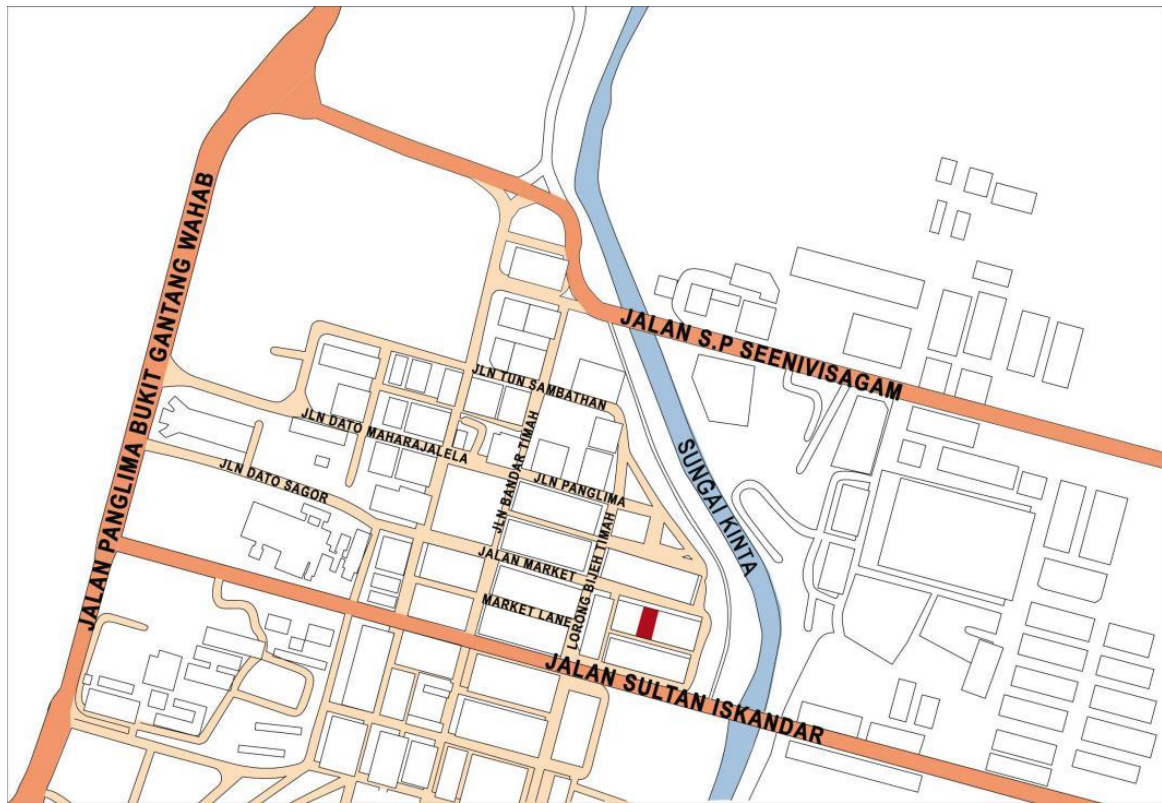 JALAN PANGLIMA BUKIT GANTANG WAHAB
JALAN S.P SEENIVISAGAM
JLN TUN SAMBATHAN
JLN DATO MAHARAJALELA
JLN BANDAR TIMAH
SUNGAI KINTA
JLN DATO SAGOR
JLN PANGLIMA
JALAN MARKET
LORONG BIJEH TIMAH
MARKET LANE
JALAN SULTAN ISKANDAR